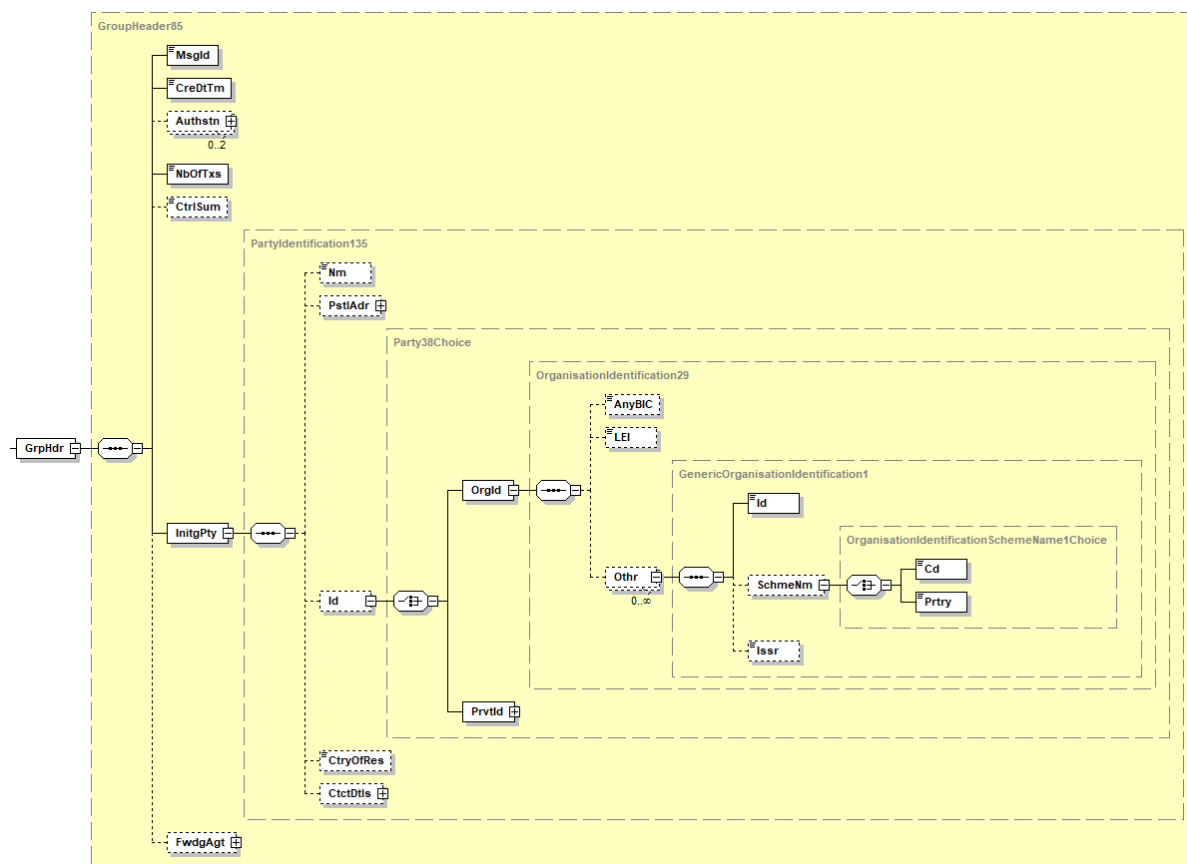 GroupHeader85
MsgId
CreDtTm
Authstn
0..2
NbOfTxs
CtrlSum
PartyIdentification135
Nm
PstlAdr
Party38Choice
OrganisationIdentification29
AnyBIC
LEI
GrpHdr
GenericOrganisationIdentification1
OrgId
Id
InitgPty
OrganisationIdentificationSchemeName1Choice
Cd
Othr
0..∞
SchmeNm
Id
Prtry
Issr
PrvtId
CtryOfRes
CtctDtls
FwdgAgt